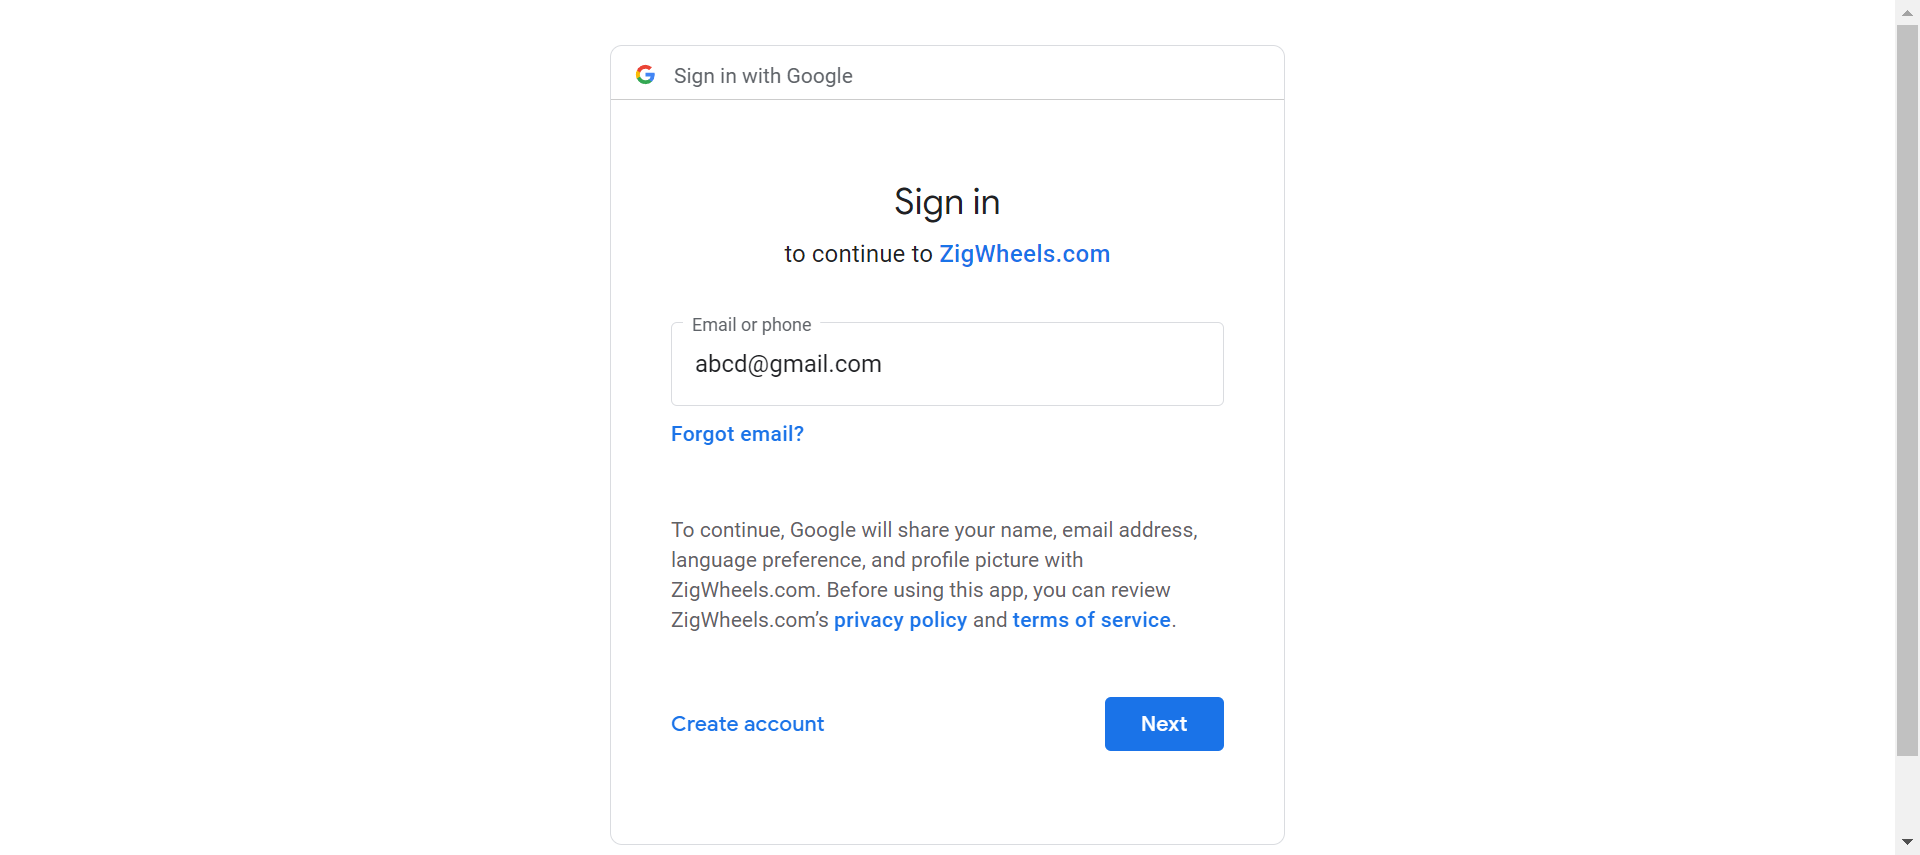 Sign in with Google
Sign in
to continue to ZigWheels.com
Email or phone
abcd@gmail.com
Forgot email?
To continue, Google will share your name, email address,
language preference, and profile picture with
ZigWheels.com. Before using this app, you can review
ZigWheels.com’s privacy policy and terms of service.
Create account
Next